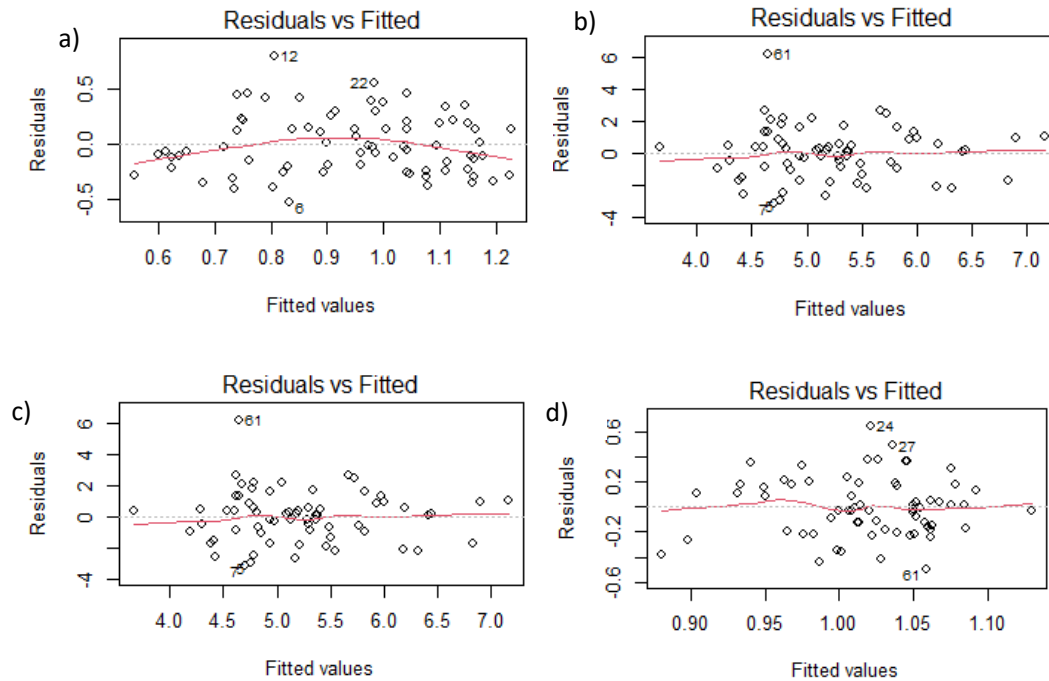 a)
Residuals vs Fitted
Residuals
0.5
0.0
-0.5
12
22
6
0.6 0.7 0.8 0.9 1.0 1.1 1.2
Fitted values
b)
Residuals vs Fitted
Residuals
6
4
2
0
-4
61
75
4.0 4.5 5.0 5.5 6.0 6.5 7.0
Fitted values
c)
Residuals vs Fitted
Residuals
6
4
2
0
-4
61
75
4.0 4.5 5.0 5.5 6.0 6.5 7.0
Fitted values
d)
Residuals vs Fitted
Residuals
0.6
0.2
-0.2
-0.6
24
27
61
0.90 0.95 1.00 1.05 1.10
Fitted values